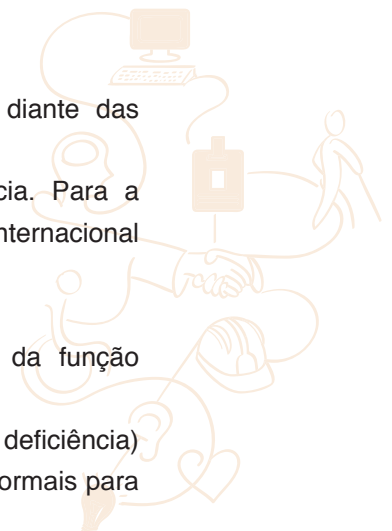 diante das
cia. Para a
nternacional
da função
deficiência)
ormais para